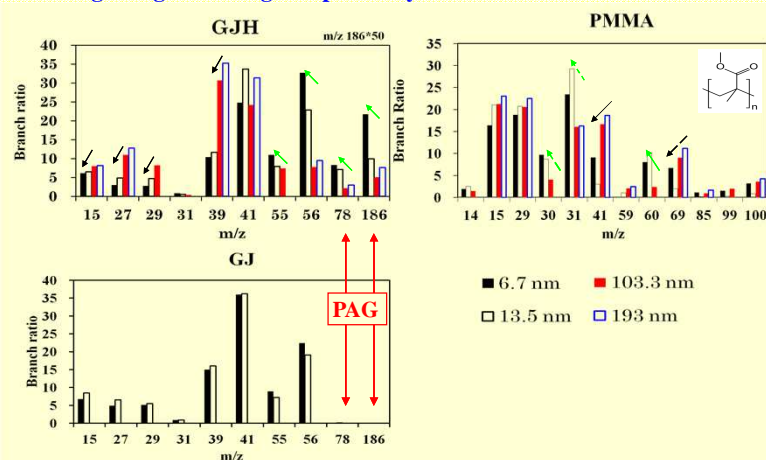 GJH
m/z 186*50
Branch ratio
40
35
30
25
20
15
10
5
0
15 27 29 31 39 41 55 56 78 186
m/z
PMMA
Branch Ratio
35
30
25
20
15
10
5
0
14 15 29 30 31 41 59 60 69 85 99 100
m/z
O
O
n
GJ
Branch ratio
40
35
30
25
20
15
10
5
0
15 27 29 31 39 41 55 56 78 186
m/z
PAG
6.7 nm 103.3 nm
13.5 nm 193 nm